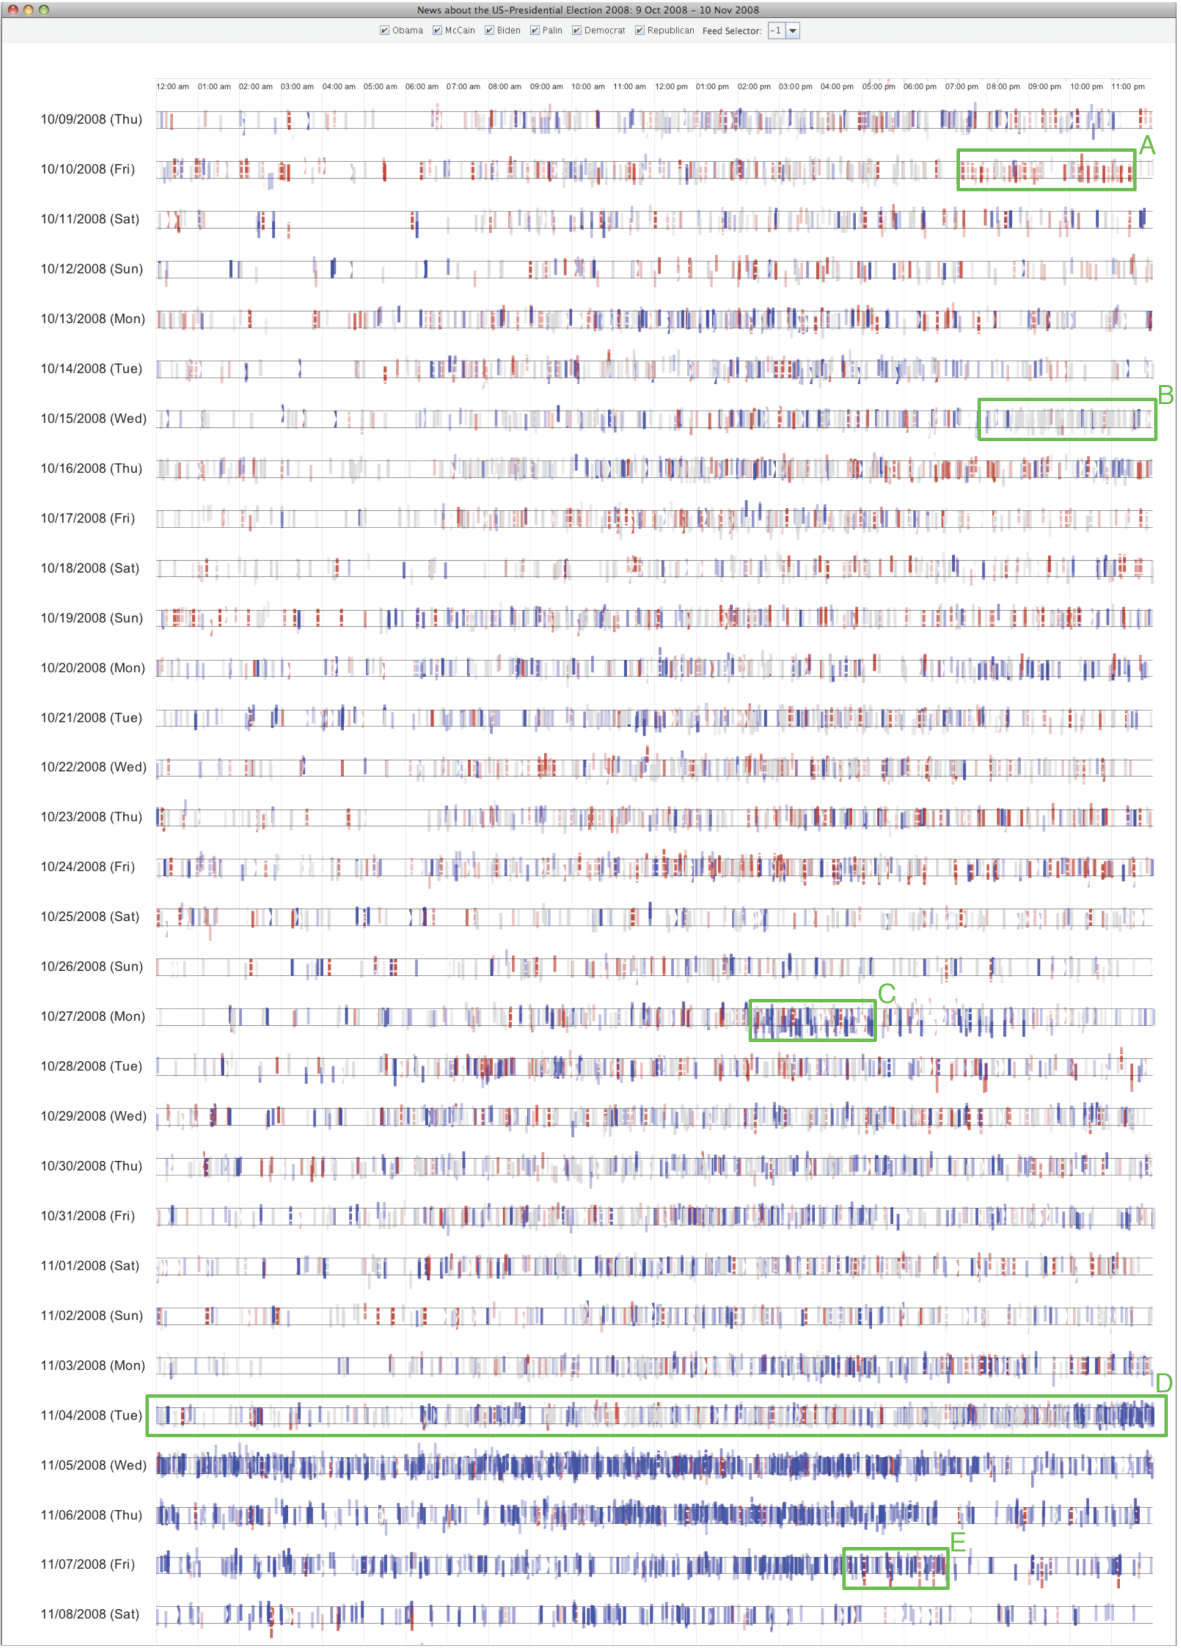 News about the US-Presidential Election 2008: 9 Oct 2008 - 10 Nov 2008
Obama McCain Biden Palin Democrat Republican Feed Selector: -1
12:00 am 01:00 am 02:00 am 03:00 am 04:00 am 05:00 am 06:00 am 07:00 am 08:00 am 09:00 am 10:00 am 11:00 am 12:00 pm 01:00 pm 02:00 pm 03:00 pm 04:00 pm 05:00 pm 06:00 pm 07:00 pm 08:00 pm 09:00 pm 10:00 pm 11:00 pm
10/09/2008 (Thu)
A
10/10/2008 (Fri)
10/11/2008 (Sat)
10/12/2008 (Sun)
10/13/2008 (Mon)
10/14/2008 (Tue)
B
10/15/2008 (Wed)
10/16/2008 (Thu)
10/17/2008 (Fri)
10/18/2008 (Sat)
10/19/2008 (Sun)
10/20/2008 (Mon)
10/21/2008 (Tue)
10/22/2008 (Wed)
10/23/2008 (Thu)
10/24/2008 (Fri)
10/25/2008 (Sat)
10/26/2008 (Sun)
C
10/27/2008 (Mon)
10/28/2008 (Tue)
10/29/2008 (Wed)
10/30/2008 (Thu)
10/31/2008 (Fri)
11/01/2008 (Sat)
11/02/2008 (Sun)
11/03/2008 (Mon)
D
11/04/2008 (Tue)
11/05/2008 (Wed)
11/06/2008 (Thu)
E
11/07/2008 (Fri)
11/08/2008 (Sat)